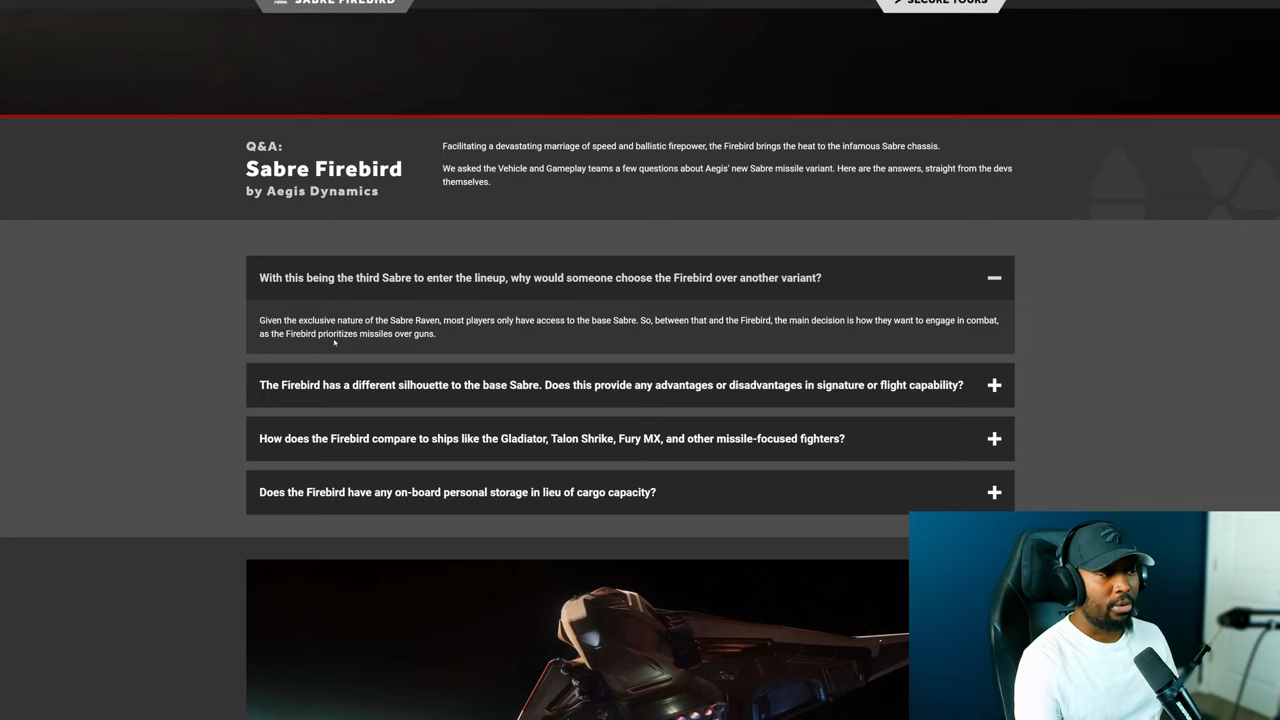 SABRE FIREBIRD
SECURE YOURS
Q&A:
Sabre Firebird
by Aegis Dynamics
Facilitating a devastating marriage of speed and ballistic firepower, the Firebird brings the heat to the infamous Sabre chassis.
We asked the Vehicle and Gameplay teams a few questions about Aegis' new Sabre missile variant. Here are the answers, straight from the devs
themselves.
With this being the third Sabre to enter the lineup, why would someone choose the Firebird over another variant?
Given the exclusive nature of the Sabre Raven, most players only have access to the base Sabre. So, between that and the Firebird, the main decision is how they want to engage in combat,
as the Firebird prioritizes missiles over guns.
The Firebird has a different silhouette to the base Sabre. Does this provide any advantages or disadvantages in signature or flight capability?
How does the Firebird compare to ships like the Gladiator, Talon Shrike, Fury MX, and other missile-focused fighters?
Does the Firebird have any on-board personal storage in lieu of cargo capacity?